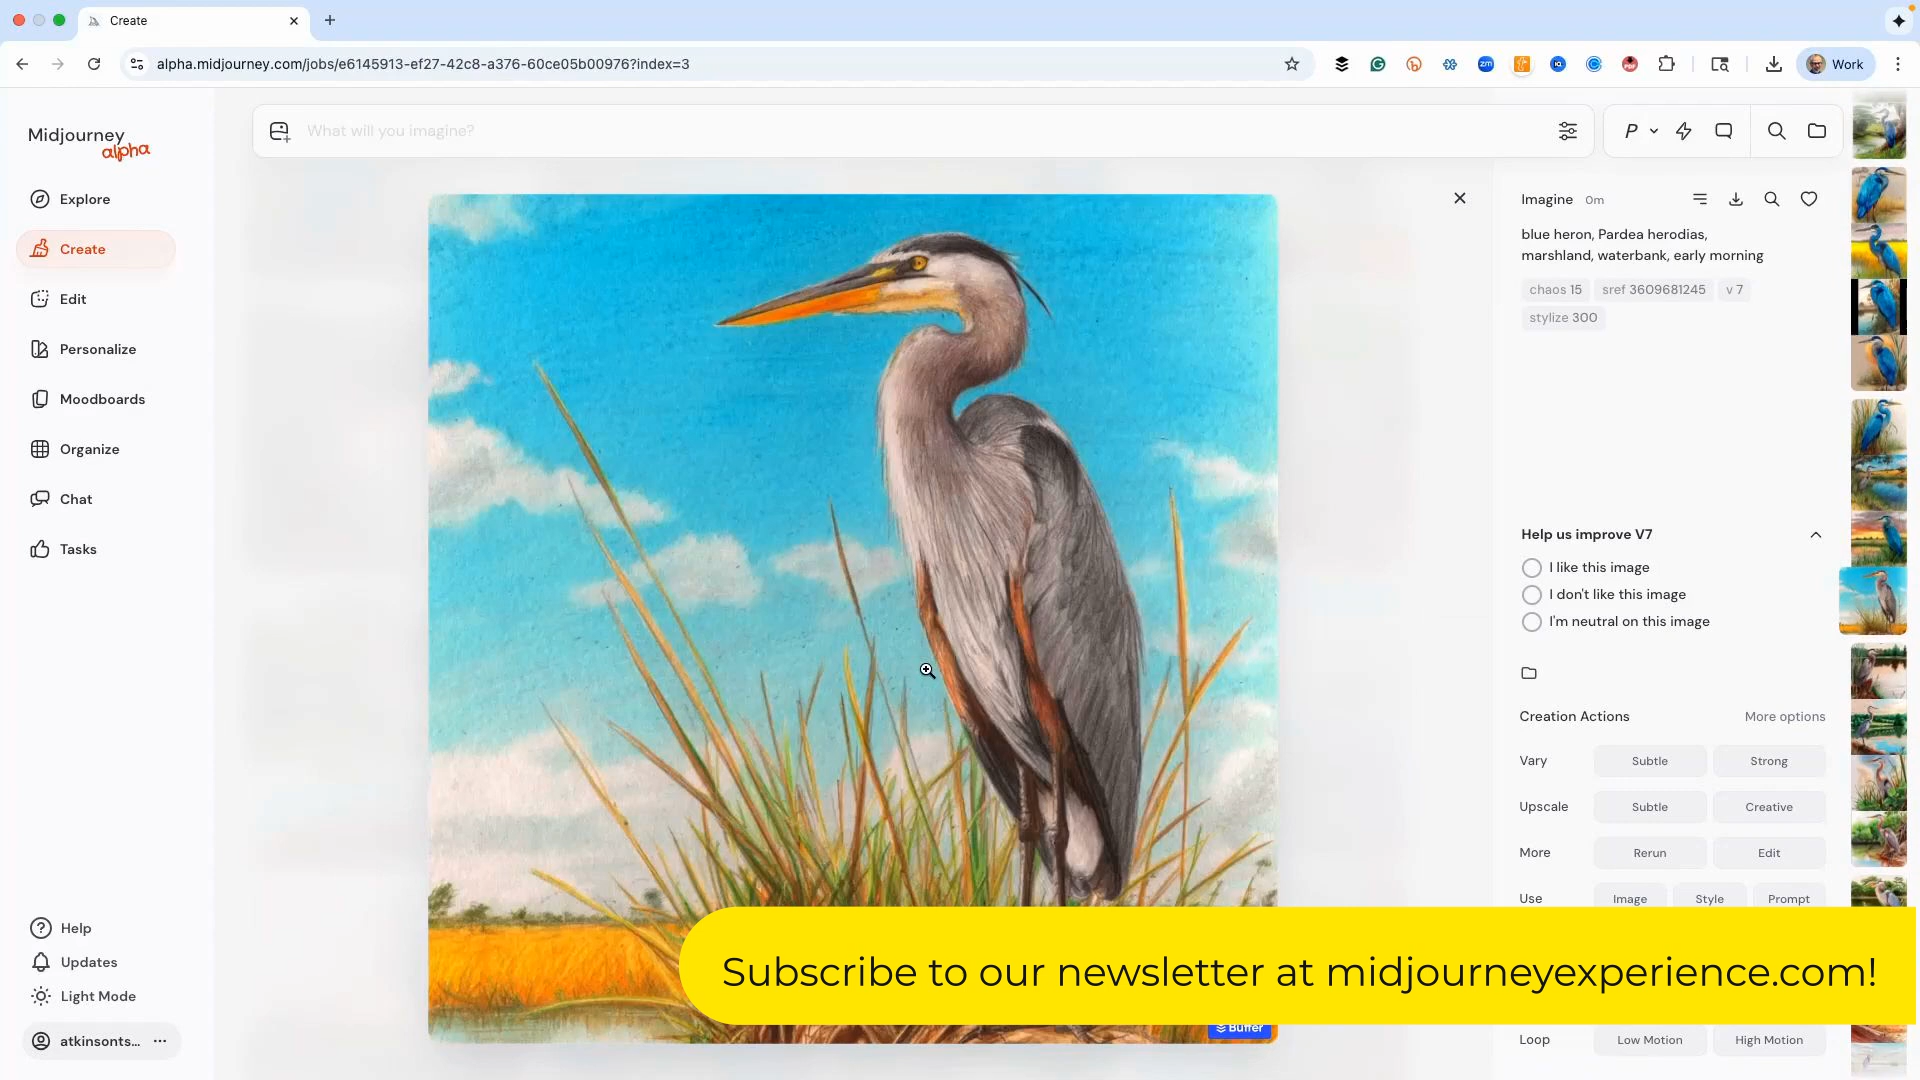 Create
alpha.midjourney.com/jobs/e6145913-ef27-42c8-a376-60ce05b00976?index=3
Work
Midjourney
alpha
What will you imagine?
Explore
Create
Edit
Personalize
Moodboards
Organize
Chat
Tasks
Help
Updates
Light Mode
atkinsonts...
Imagine 0m
blue heron, Pardea herodias,
marshland, waterbank, early morning
chaos 15 sref 3609681245 v 7
stylize 300
Help us improve V7
I like this image
I don't like this image
I'm neutral on this image
Creation Actions More options
Vary Subtle Strong
Upscale Subtle Creative
More Rerun Edit
Use Image Style Prompt
Subscribe to our newsletter at midjourneyexperience.com!
Buffer
Loop Low Motion High Motion